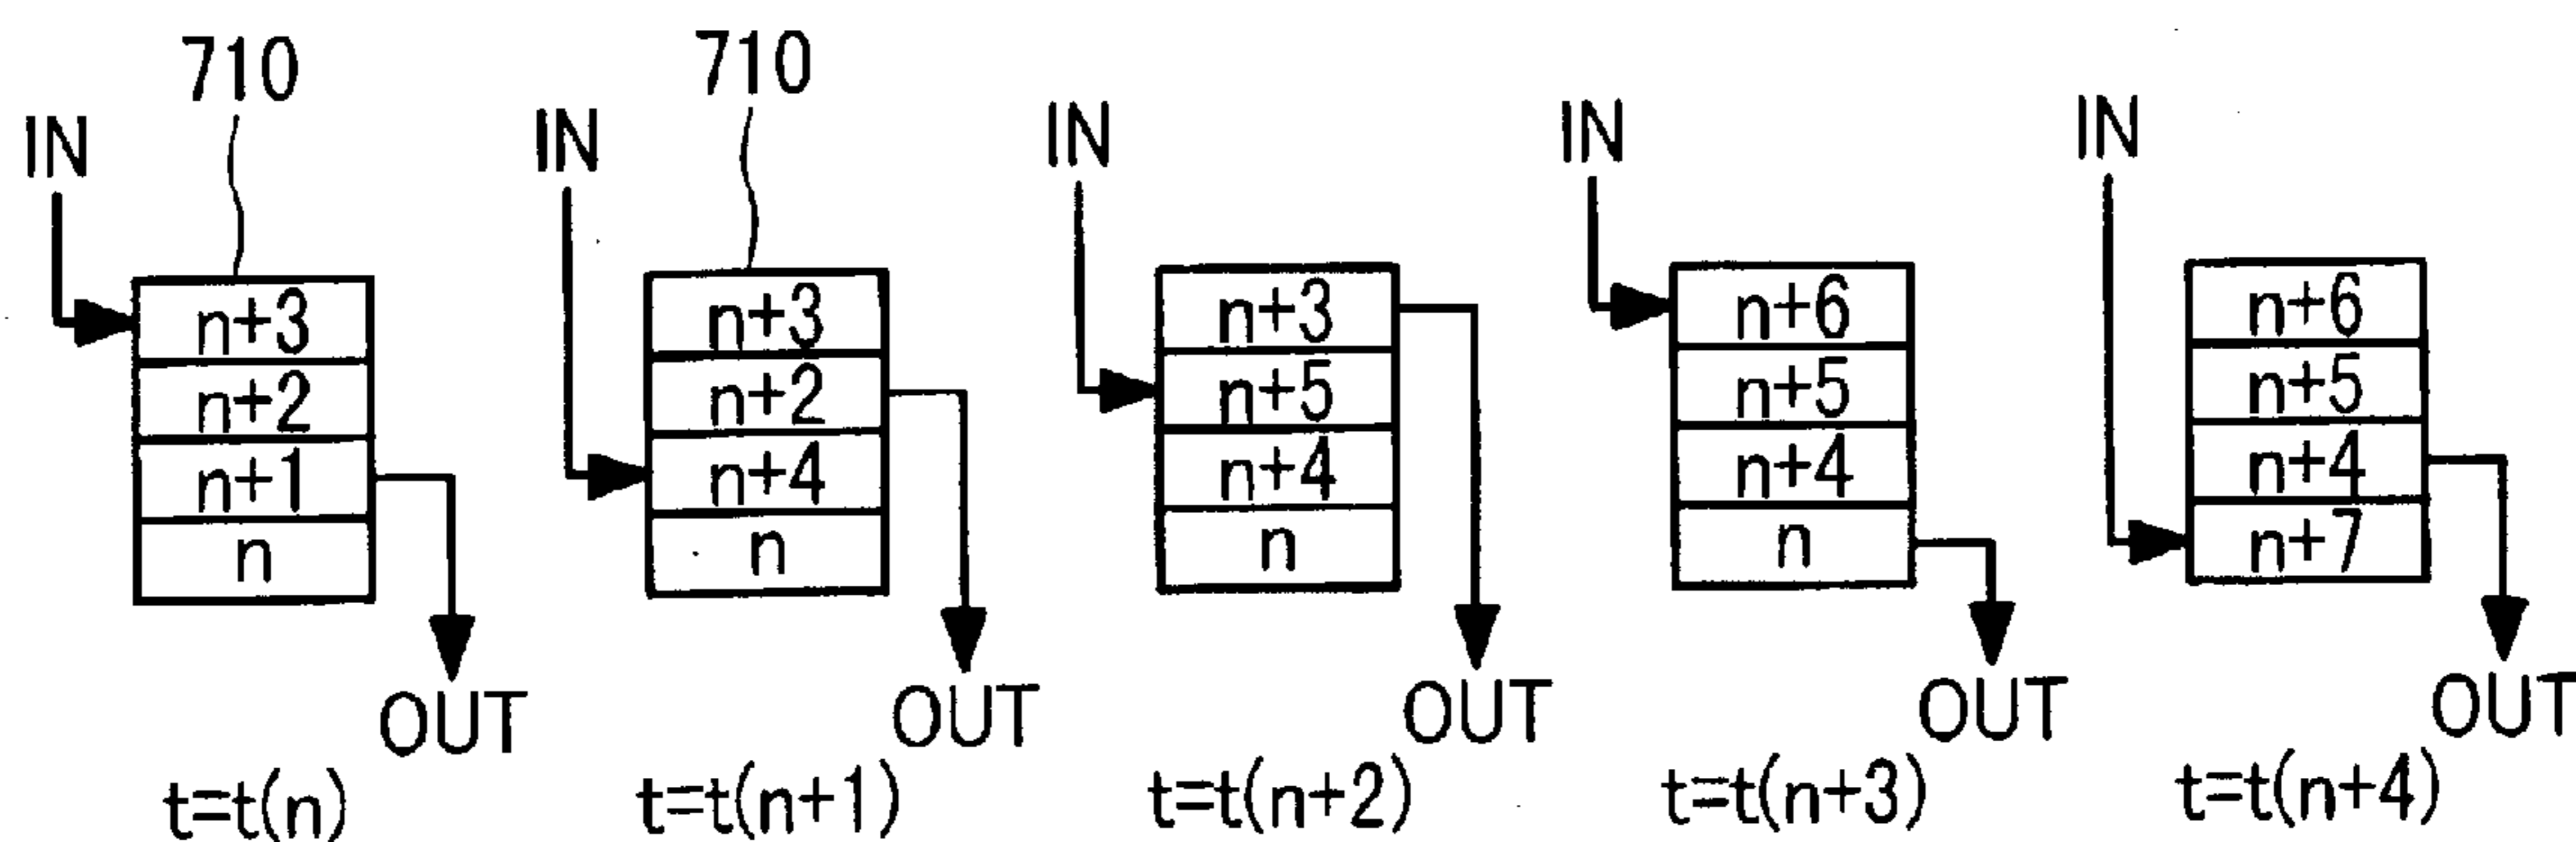 710
IN
n+3
n+2
n+1
n
OUT
t=t(n)
710
IN
n+3
n+2
n+4
n
OUT
t=t(n+1)
IN
n+3
n+5
n+4
n
OUT
t=t(n+2)
IN
n+6
n+5
n+4
n
OUT
t=t(n+3)
IN
n+6
n+5
n+4
n+7
OUT
t=t(n+4)